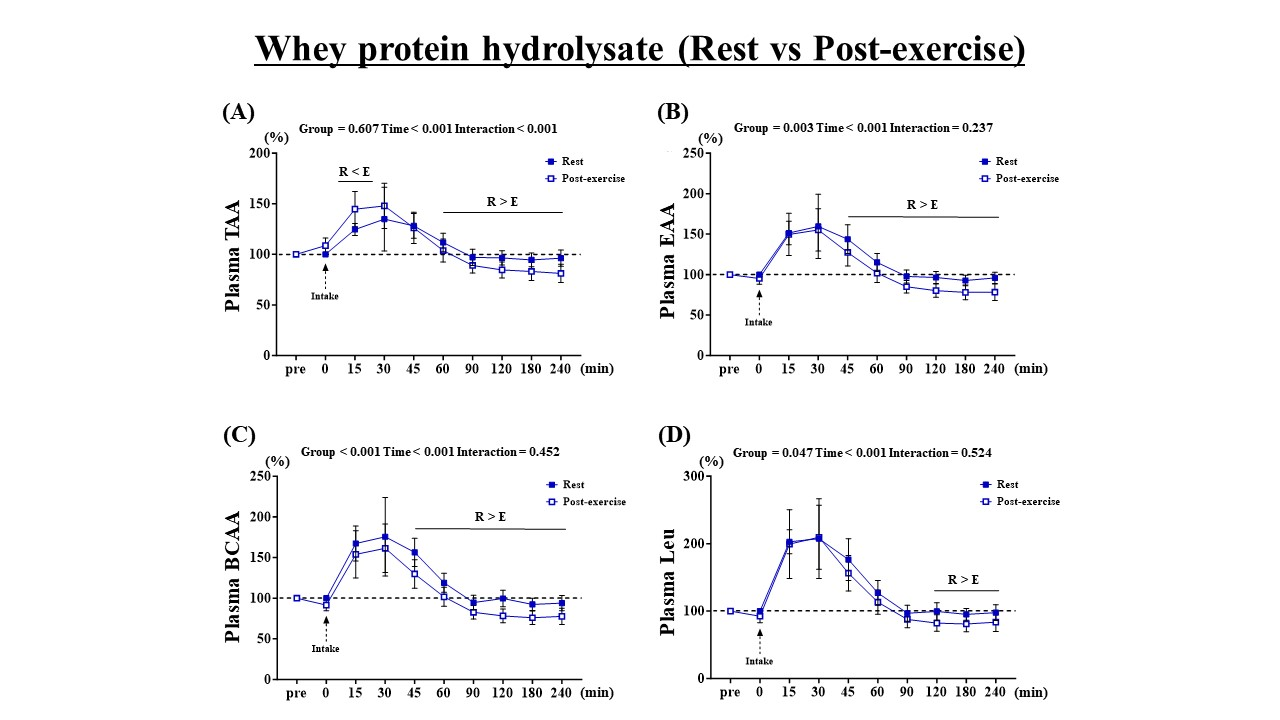 Whey protein hydrolysate (Rest vs Post-exercise)
(A)
Group = 0.607 Time < 0.001 Interaction < 0.001
(%)
200
150
100
50
0
Plasma TAA
R < E
R > E
Rest
Post-exercise
Intake
pre 0 15 30 45 60 90 120 180 240 (min)
(B)
Group = 0.003 Time < 0.001 Interaction = 0.237
(%)
250
200
150
100
50
0
Plasma EAA
R > E
Rest
Post-exercise
Intake
pre 0 15 30 45 60 90 120 180 240 (min)
(C)
Group < 0.001 Time < 0.001 Interaction = 0.452
(%)
250
200
150
100
50
0
Plasma BCAA
R > E
Rest
Post-exercise
Intake
pre 0 15 30 45 60 90 120 180 240 (min)
(D)
Group = 0.047 Time < 0.001 Interaction = 0.524
(%)
300
200
100
0
Plasma Leu
R > E
Rest
Post-exercise
Intake
pre 0 15 30 45 60 90 120 180 240 (min)